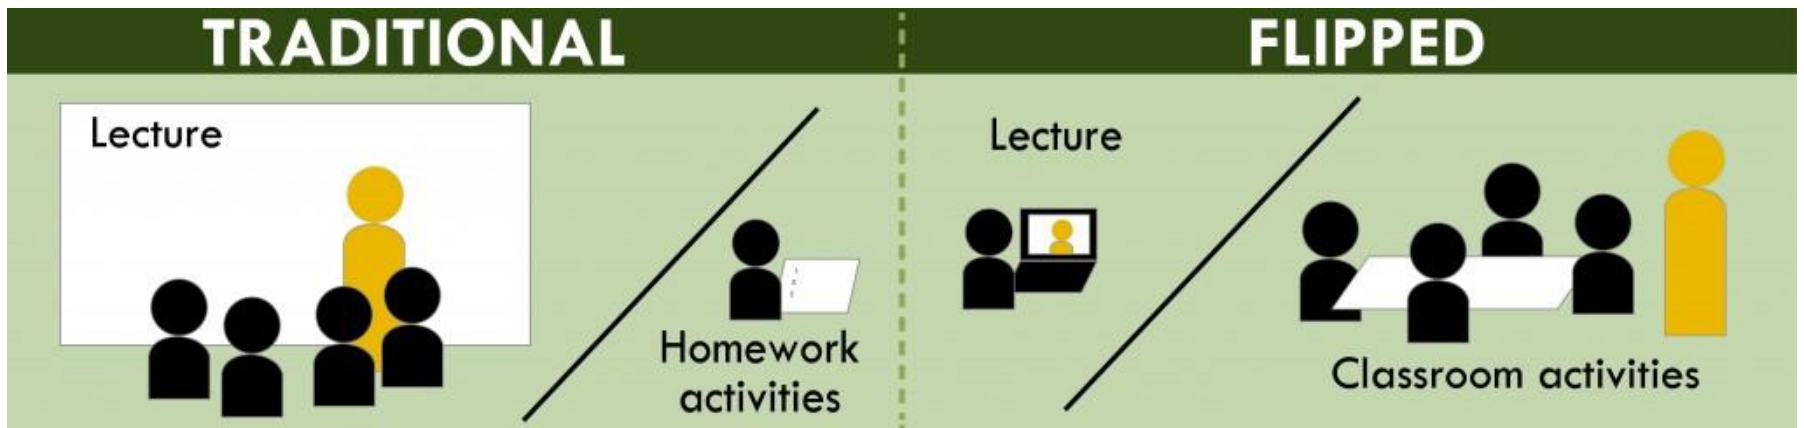 TRADITIONAL
Lecture
Homework
activities
FLIPPED
Lecture
Classroom activities